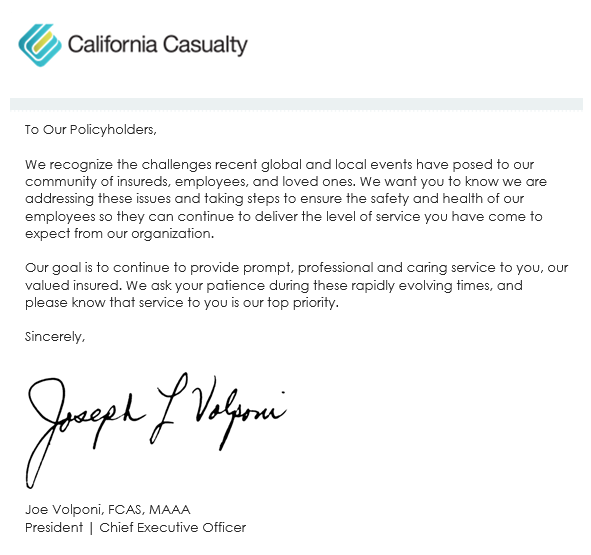 California Casualty
To Our Policyholders,
We recognize the challenges recent global and local events have posed to our
community of insureds, employees, and loved ones. We want you to know we are
addressing these issues and taking steps to ensure the safety and health of our
employees so they can continue to deliver the level of service you have come to
expect from our organization.
Our goal is to continue to provide prompt, professional and caring service to you, our
valued insured. We ask your patience during these rapidly evolving times, and
please know that service to you is our top priority.
Sincerely,
Joseph L Volponi
Joe Volponi, FCAS, MAAA
President | Chief Executive Officer